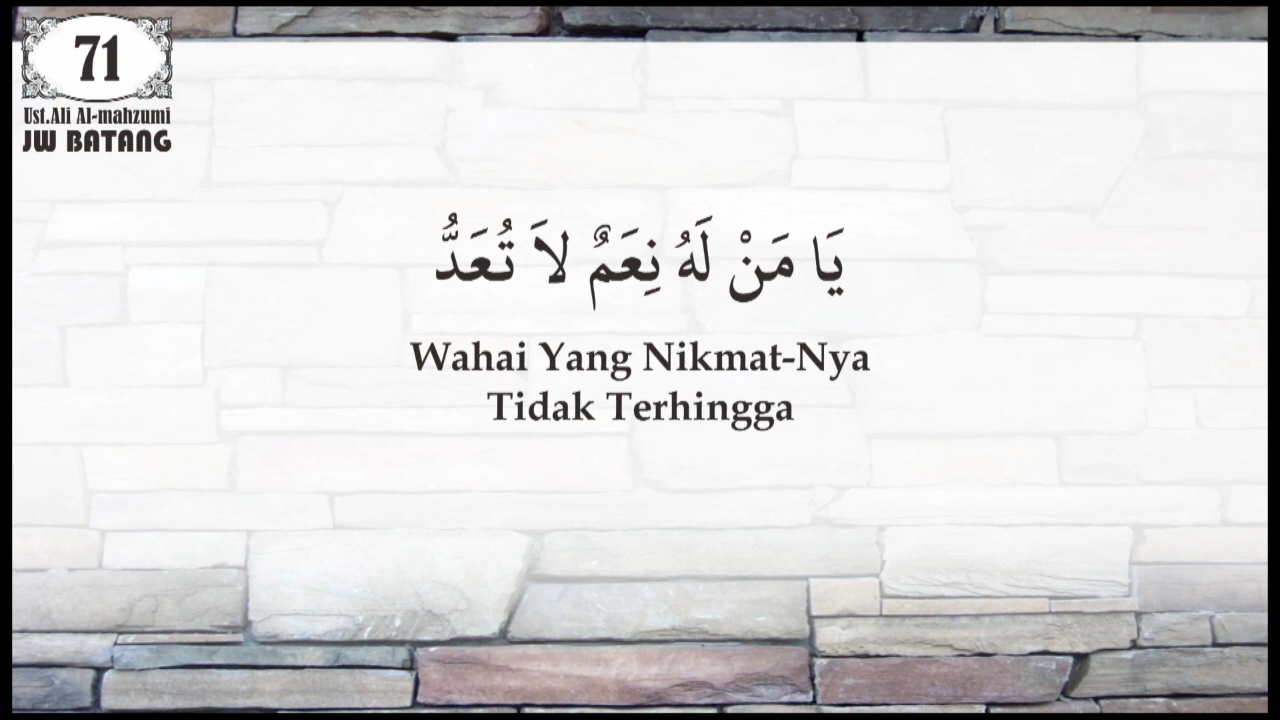 71
Ust.Ali Al-mahzumi
JW BATANG
يَا مَنْ لَهُ نِعَمٌ لاَ تُعَدُّ
Wahai Yang Nikmat-Nya
Tidak Terhingga